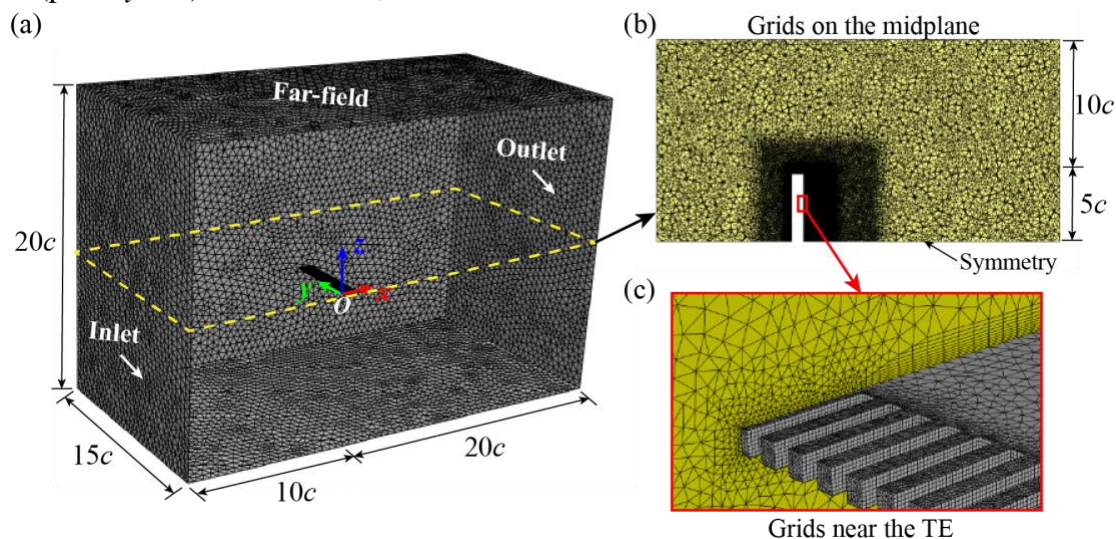 (a)
Far-field
Outlet
20c
z
y
x
O
Inlet
15c
10c
20c
(b)
Grids on the midplane
10c
5c
Symmetry
(c)
Grids near the TE